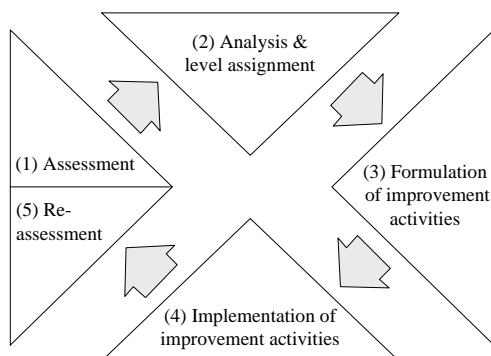 (2) Analysis &
level assignment
(1) Assessment
(3) Formulation
of improvement
activities
(5) Re-
assessment
(4) Implementation of
improvement activities